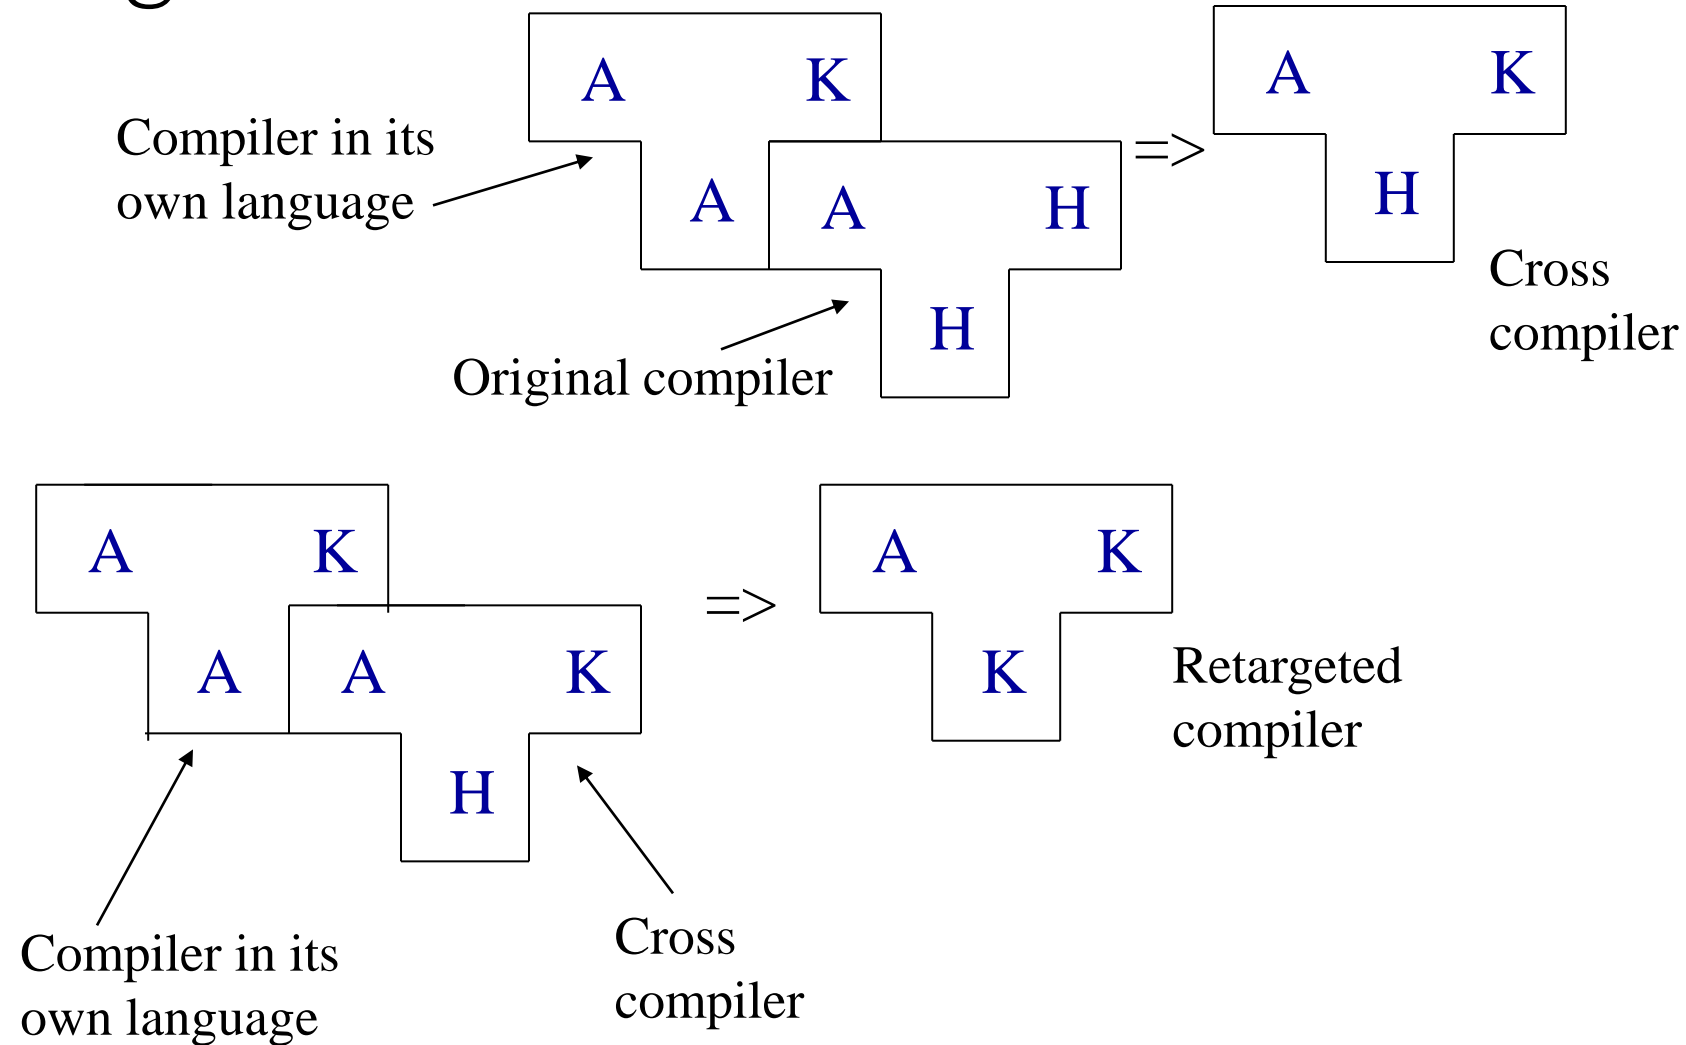 A K
A K
Compiler in its
own language
=>
A A H
H
H
Cross
compiler
Original compiler
A K
A K
=>
A A K
K
Retargeted
compiler
H
Compiler in its
own language
Cross
compiler